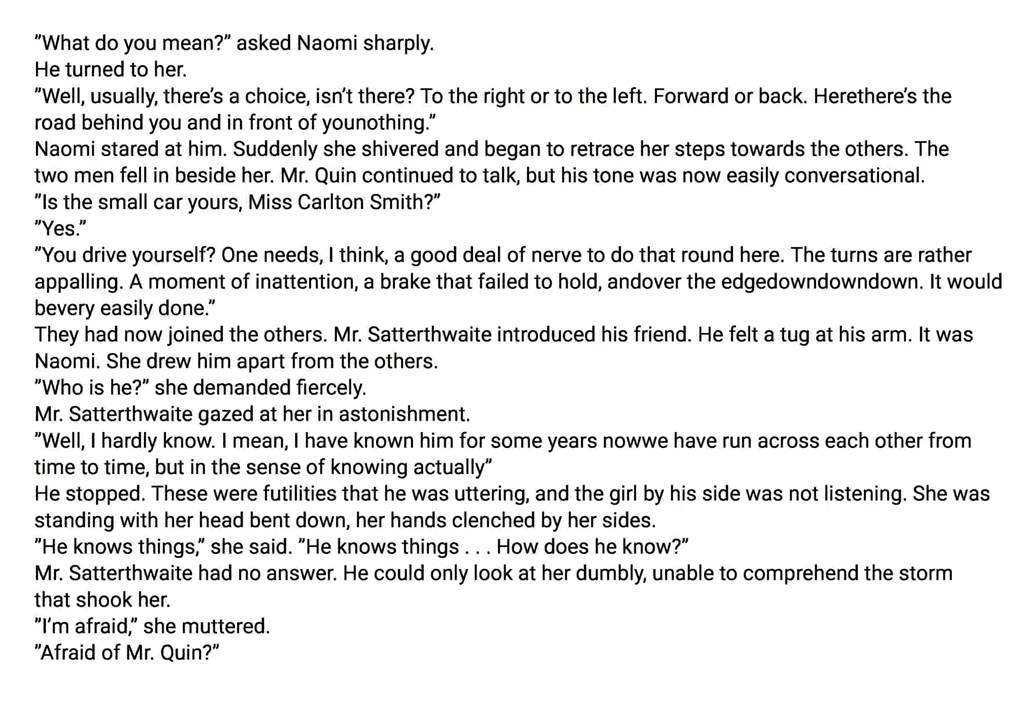 "What do you mean?" asked Naomi sharply.
He turned to her.
"Well, usually, there's a choice, isn't there? To the right or to the left. Forward or back. Herethere's the
road behind you and in front of younothing."
Naomi stared at him. Suddenly she shivered and began to retrace her steps towards the others. The
two men fell in beside her. Mr. Quin continued to talk, but his tone was now easily conversational.
"Is the small car yours, Miss Carlton Smith?"
"Yes."
"You drive yourself? One needs, I think, a good deal of nerve to do that round here. The turns are rather
appalling. A moment of inattention, a brake that failed to hold, andover the edgedowndowndown. It would
bevery easily done."
They had now joined the others. Mr. Satterthwaite introduced his friend. He felt a tug at his arm. It was
Naomi. She drew him apart from the others.
"Who is he?" she demanded fiercely.
Mr. Satterthwaite gazed at her in astonishment.
"Well, I hardly know. I mean, I have known him for some years nowwe have run across each other from
time to time, but in the sense of knowing actually"
He stopped. These were futilities that he was uttering, and the girl by his side was not listening. She was
standing with her head bent down, her hands clenched by her sides.
"He knows things," she said. "He knows things . . . How does he know?"
Mr. Satterthwaite had no answer. He could only look at her dumbly, unable to comprehend the storm
that shook her.
"I'm afraid," she muttered.
"Afraid of Mr. Quin?"